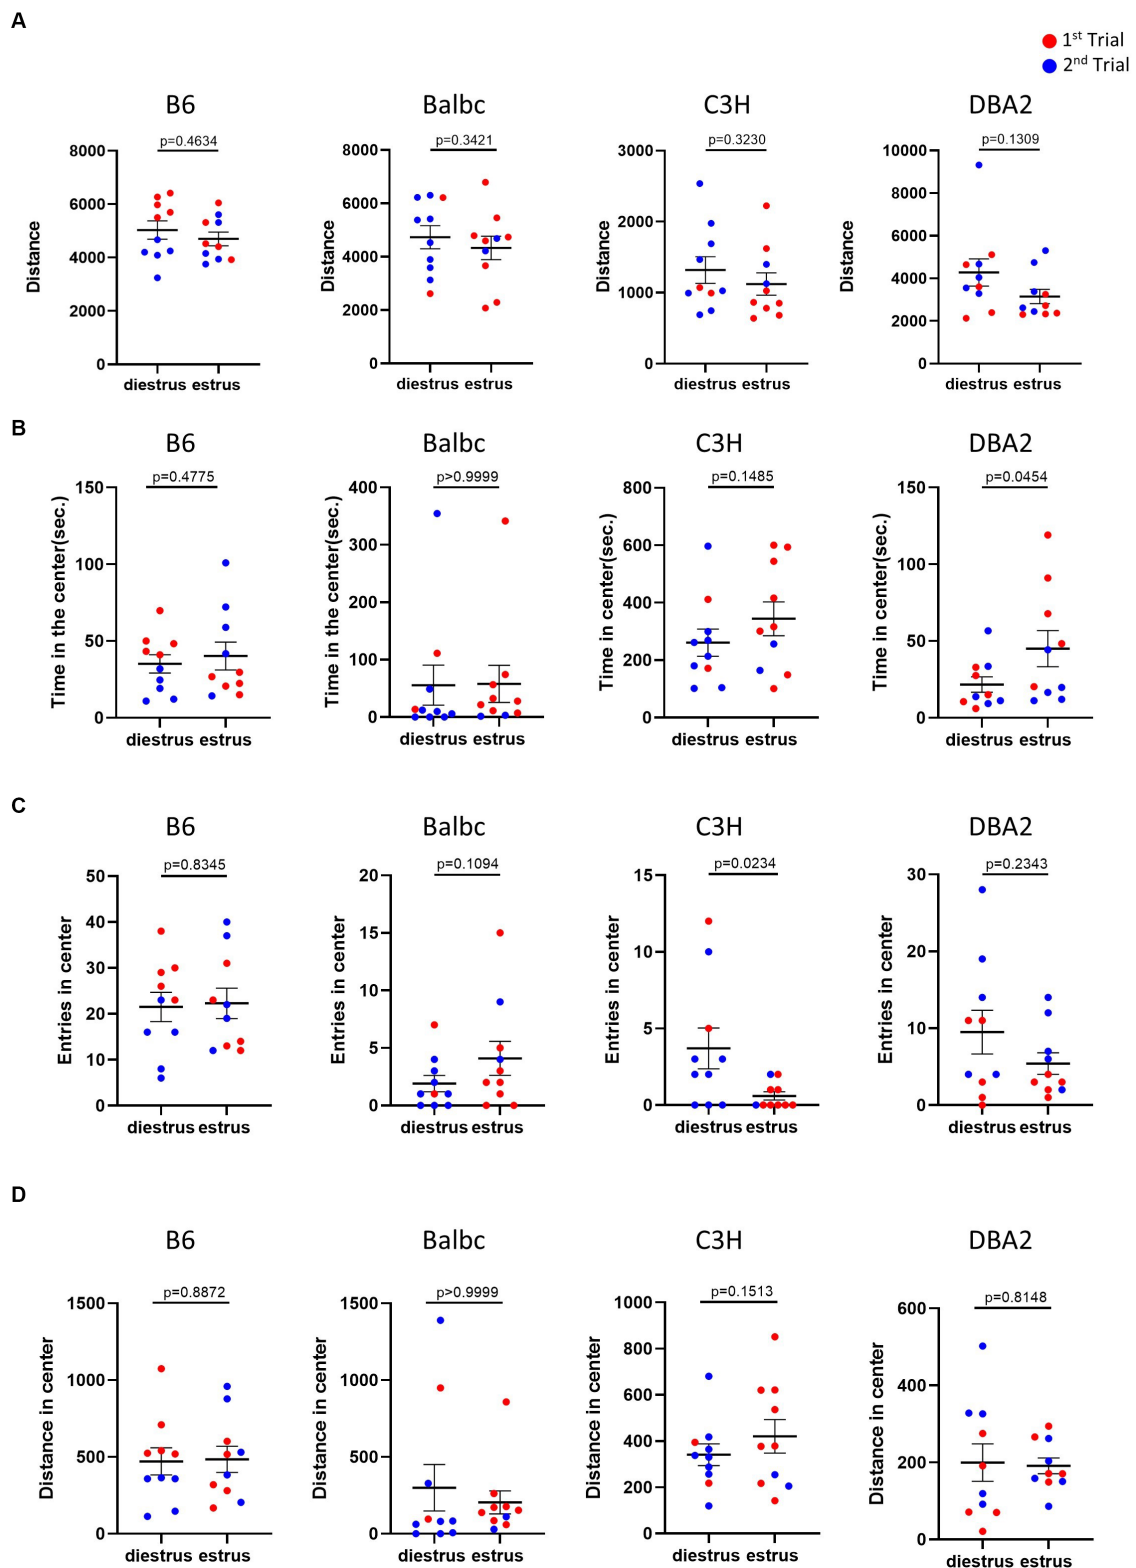 A
1st Trial
2nd Trial
B6 Balbc C3H DBA2
p=0.4634 p=0.3421 p=0.3230 p=0.1309
Distance Distance Distance Distance
8000 8000 3000 10000
6000 6000 2000 8000
4000 4000 1000 6000
2000 2000 0 4000
0 0 2000
0
diestrus estrus diestrus estrus diestrus estrus diestrus estrus
B
B6 Balbc C3H DBA2
p=0.4775 p>0.9999 p=0.1485 p=0.0454
Time in the center(sec.) Time in the center(sec.) Time in center(sec.) Time in center(sec.)
150 400 800 150
100 300 600 100
50 200 400 50
0 100 200 0
0 0
diestrus estrus diestrus estrus diestrus estrus diestrus estrus
C
B6 Balbc C3H DBA2
p=0.8345 p=0.1094 p=0.0234 p=0.2343
Entries in center Entries in center Entries in center Entries in center
50 20 15 30
40 15 10 20
30 10 5 10
20 5 0 0
10 0
0
diestrus estrus diestrus estrus diestrus estrus diestrus estrus
D
B6 Balbc C3H DBA2
p=0.8872 p>0.9999 p=0.1513 p=0.8148
Distance in center Distance in center Distance in center Distance in center
1500 1500 1000 600
1000 1000 800 400
500 500 600 200
0 0 400 0
200
0
diestrus estrus diestrus estrus diestrus estrus diestrus estrus